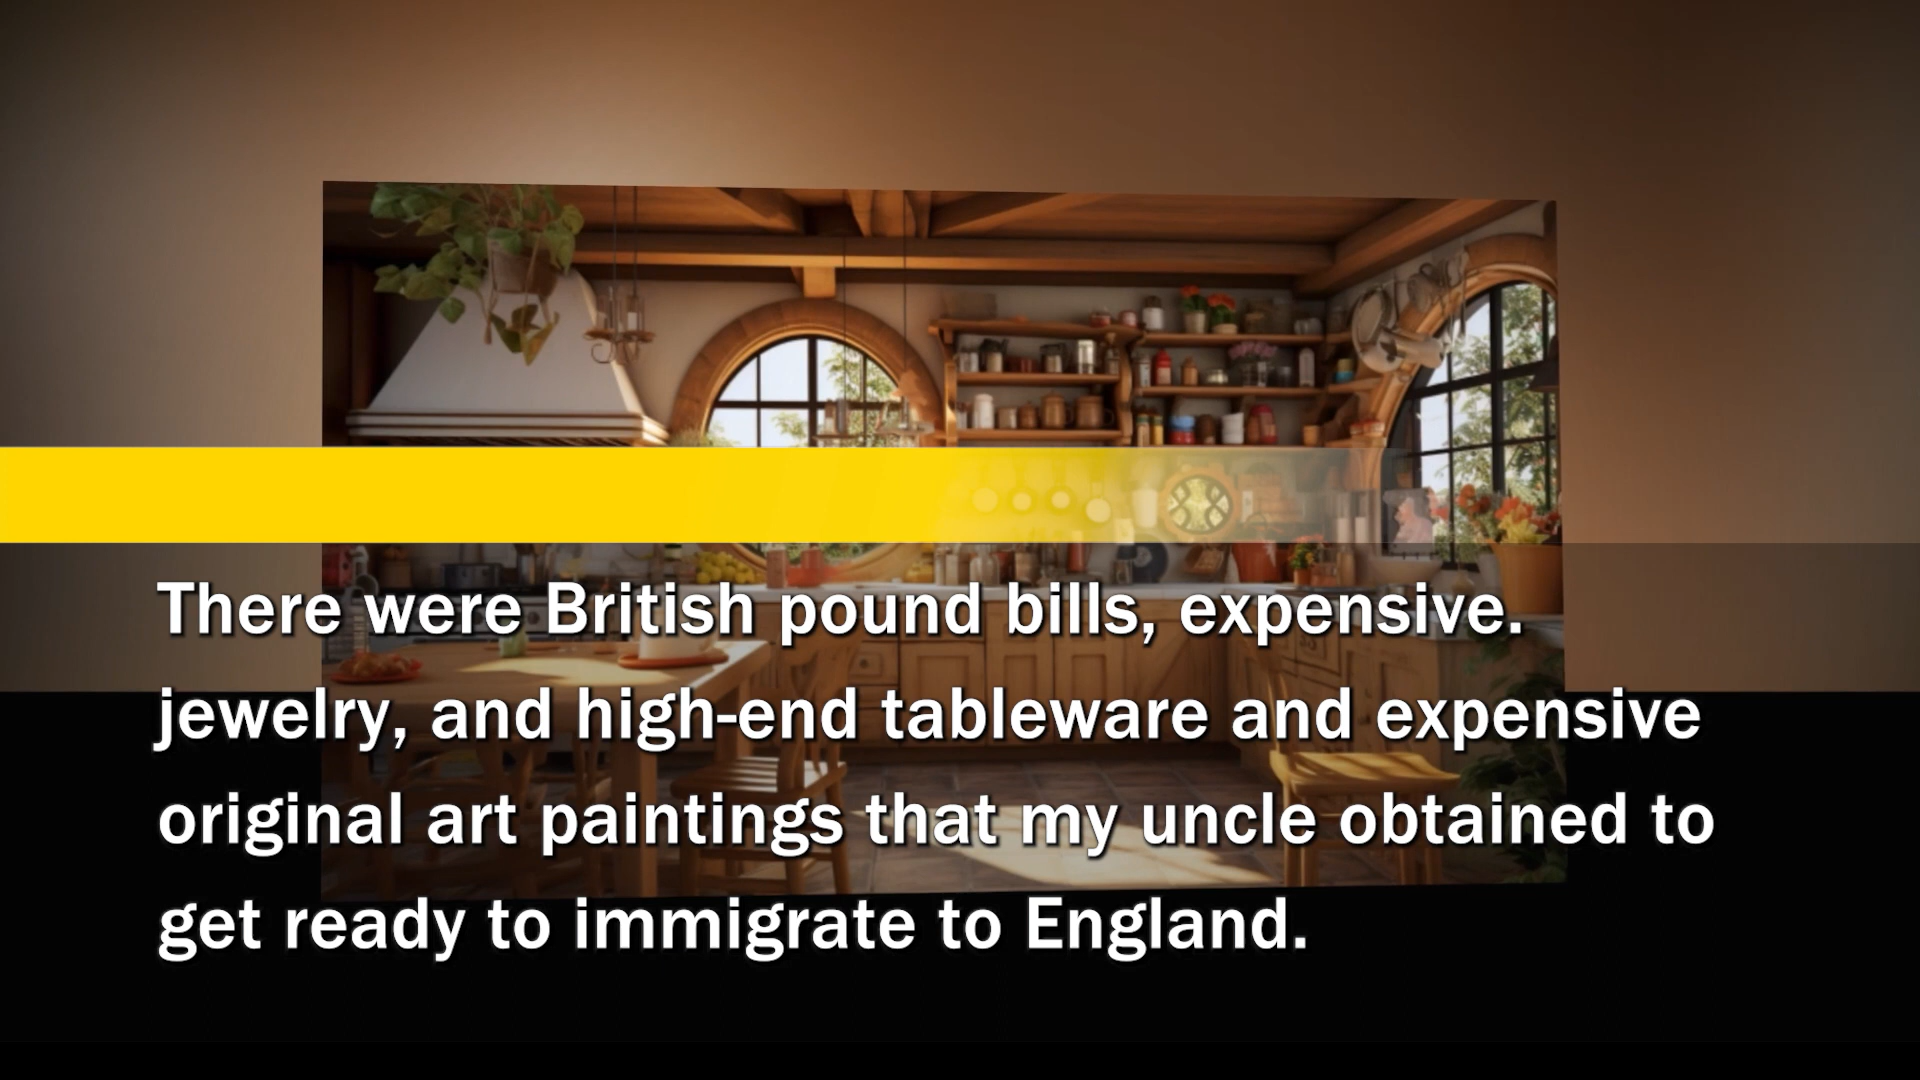 There were British pound bills, expensive.
jewelry, and high-end tableware and expensive
original art paintings that my uncle obtained to
get ready to immigrate to England.